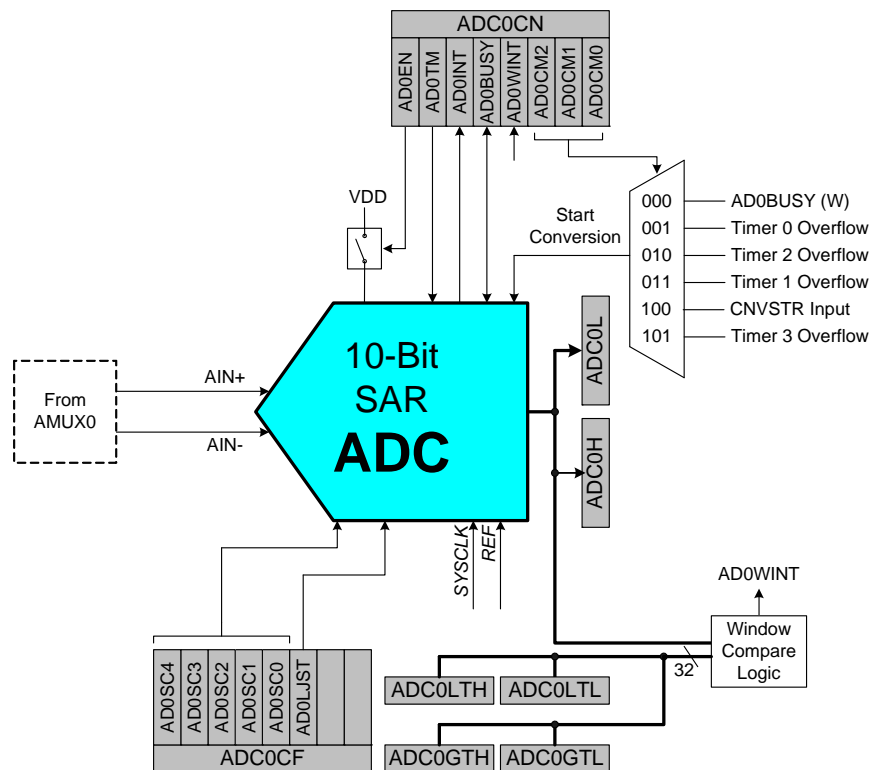 ADC0CN
AD0EN
AD0TM
AD0INT
AD0BUSY
AD0WINT
AD0CM2
AD0CM1
AD0CM0
VDD
Start
Conversion
000
AD0BUSY (W)
001
Timer 0 Overflow
010
Timer 2 Overflow
011
Timer 1 Overflow
100
CNVSTR Input
101
Timer 3 Overflow
From
AMUX0
AIN+
AIN-
10-Bit
SAR
ADC
ADC0L
ADC0H
SYSCLK
REF
AD0WINT
Window
Compare
Logic
32
AD0SC4
AD0SC3
AD0SC2
AD0SC1
AD0SC0
AD0LJST
ADC0CF
ADC0LTH
ADC0LTL
ADC0GTH
ADC0GTL